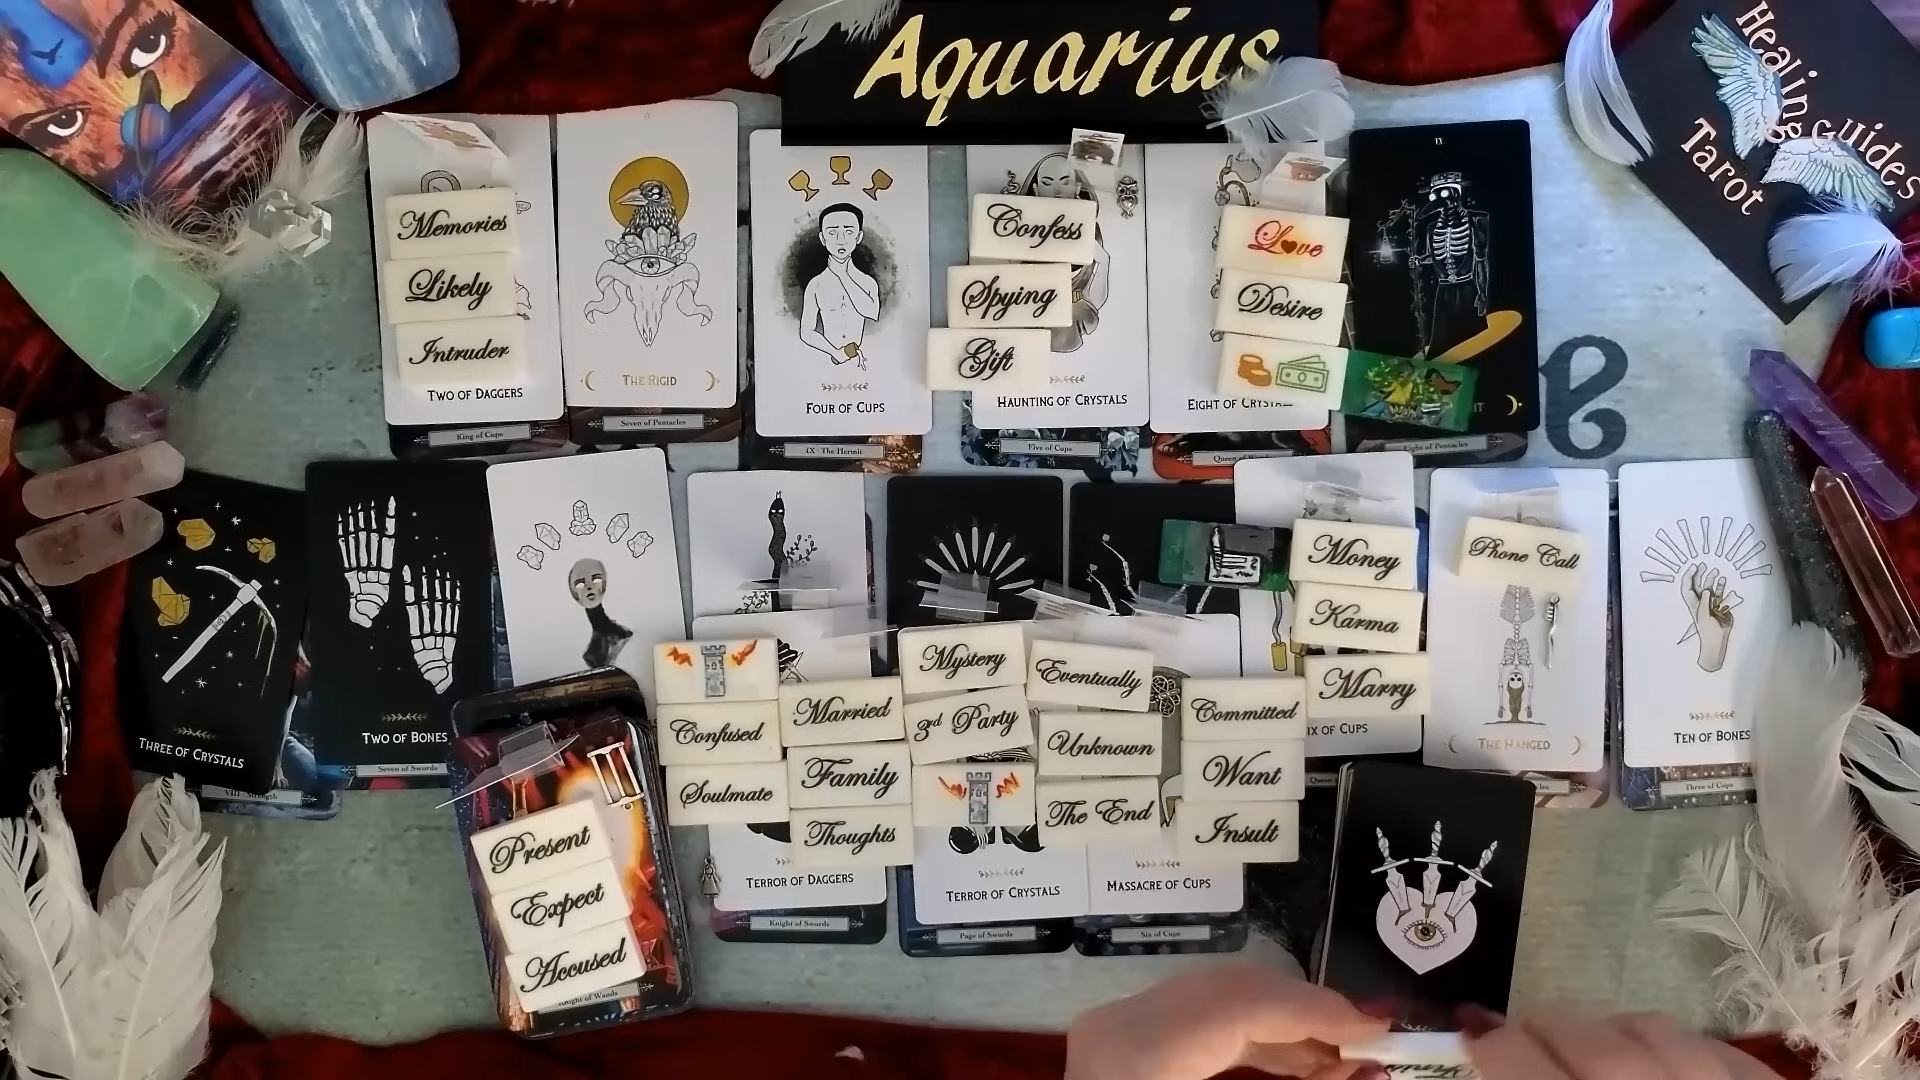 Aquarius
Healing Guides
Tarot
Memories
Likely
Intruder
TWO OF DAGGERS
King of Cups
II
THE RIGID
Seven of Pentacles
FOUR OF CUPS
IX · The Hermit
Confess
Spying
Gift
HAUNTING OF CRYSTALS
Five of Cups
Love
Desire
EIGHT OF
IX
Eight of Pentacles
THREE OF CRYSTALS
VIII · Strength
TWO OF BONES
Seven of Swords
Present
Expect
Accused
Knight of Wands
Confused
Soulmate
Married
Family
Thoughts
TERROR OF DAGGERS
Knight of Swords
Mystery
3rd Party
TERROR OF CRYSTALS
Page of Swords
Eventually
Unknown
The End
MASSACRE OF CUPS
Six of Cups
Committed
Want
Insult
Money
Karma
Marry
IX OF CUPS
Phone Call
THE HANGED
TEN OF BONES
Three of Cups